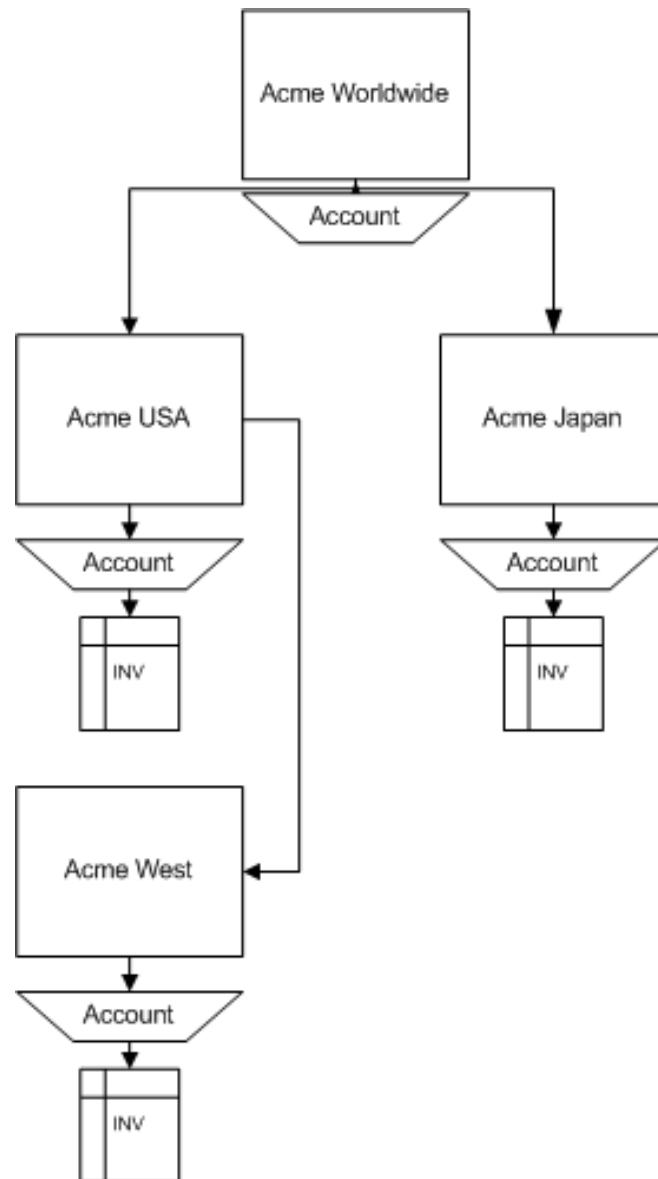 Acme Worldwide
Account
Acme USA
Acme Japan
Account
Account
INV
INV
Acme West
Account
INV